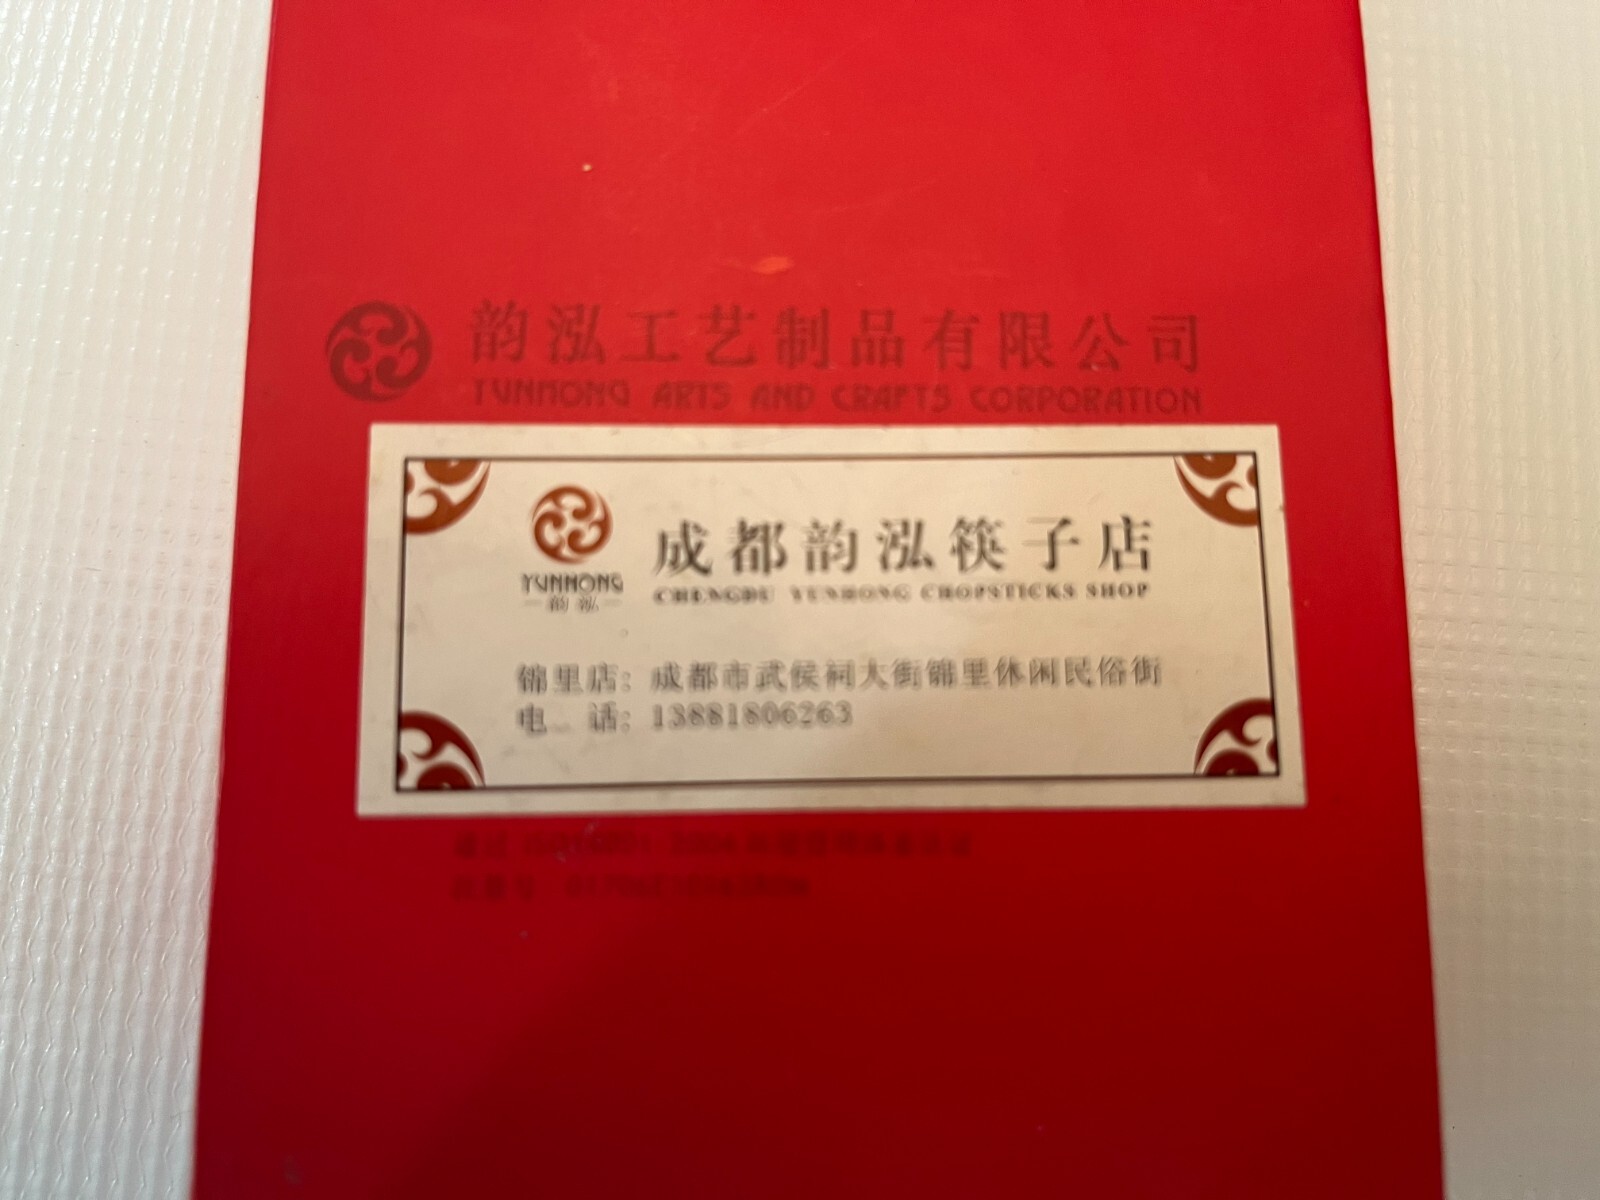 韵泓工艺制品有限公司
YUNHONG ARTS AND CRAFTS CORPORATION
YUNHONG
韵泓
成都韵泓筷子店
CHENGDU YUNHONG CHOPSTICKS SHOP
锦里店：成都市武侯祠大街锦里休闲民俗街
电 话：13881806263
通过